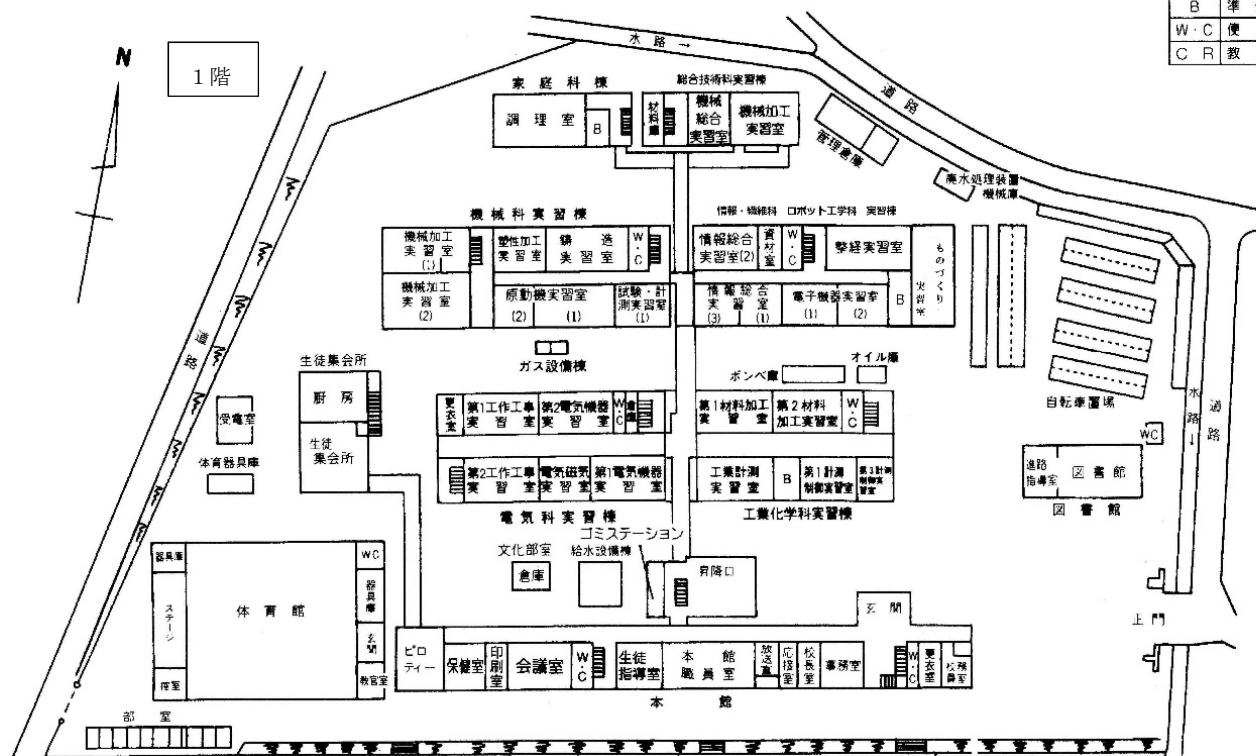 B 準
W・C 便
C R 教
N
1階
水路→
道路
家庭科棟
総合技術科実習棟
調理室
B
材料庫
機械総合実習室
機械加工実習室
管理倉庫
廃水処理装置
機械庫
機械科実習棟
情報・繊維科 ロボット工学科 実習棟
機械加工実習室(1)
塑性加工実習室
鋳造実習室
W・C
情報総合実習室(2)
資材室
W・C
整経実習室
ものづくり実習室
機械加工実習室(2)
原動機実習室
(2)
(1)
試験・計測実習室(1)
情報総合実習室
(3)
(1)
電子機器実習室
(1)
(2)
B
道路
ガス設備棟
ボンベ庫
オイル庫
自転車置場
水路→
道路
生徒集会所
厨房
生徒集会所
受電室
体育器具庫
更衣室
第1工作工事実習室
第2電気機器実習室
W・C
倉庫
第1材料加工実習室
第2材料加工実習室
W・C
第2工作工事実習室
電気磁気実習室
第1電気機器実習室
工業計測実習室
B
第1計測制御実習室
第3計測制御実習室
電気科実習棟
工業化学科実習棟
WC
進路指導室
図書館
図書館
ゴミステーション
文化部室
倉庫
給水設備棟
昇降口
玄関
正門
器具庫
ステージ
控室
体育館
WC
器具庫
玄関
教官室
ピロティー
保健室
印刷室
会議室
W・C
生徒指導室
本館職員室
放送室
応接室
校長室
事務室
W・C
更衣室
校務員室
本館
部室